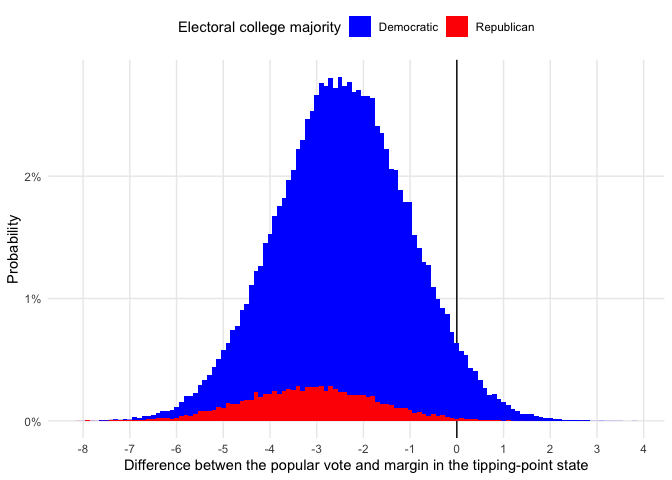 Electoral college majority Democratic Republican
Probability
2%
1%
0%
-8 -7 -6 -5 -4 -3 -2 -1 0 1 2 3 4
Difference betwen the popular vote and margin in the tipping-point state